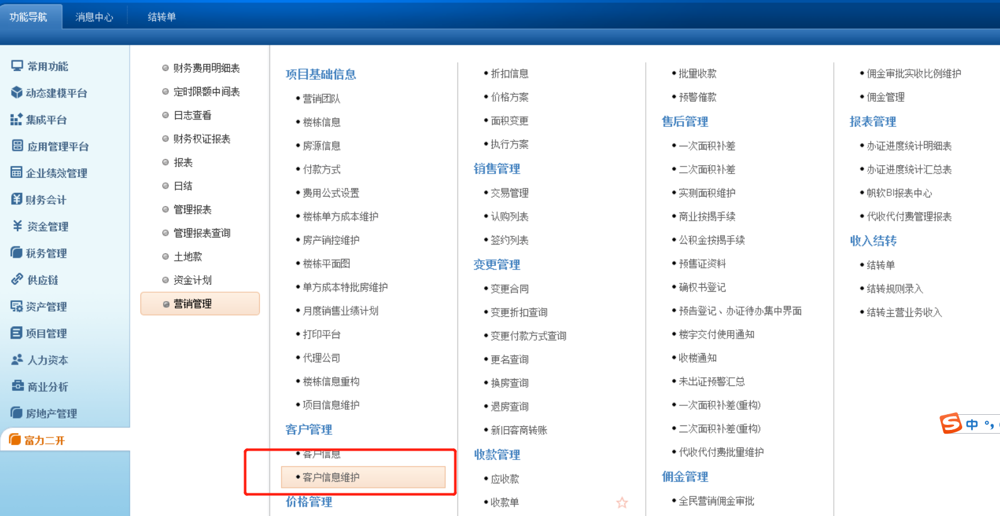 功能导航
消息中心
结转单
常用功能
动态建模平台
集成平台
应用管理平台
企业绩效管理
财务会计
资金管理
税务管理
供应链
资产管理
项目管理
人力资本
商业分析
房地产管理
富力二开
财务费用明细表
定时限额中间表
日志查看
财务权证报表
报表
日结
管理报表
管理报表查询
土地款
资金计划
营销管理
项目基础信息
营销团队
楼栋信息
房源信息
付款方式
费用公式设置
楼栋单方成本维护
房产销控维护
楼栋平面图
单方成本特批房维护
月度销售业绩计划
打印平台
代理公司
楼栋信息重构
项目信息维护
客户管理
客户信息
客户信息维护
价格管理
折扣信息
价格方案
面积变更
执行方案
销售管理
交易管理
认购列表
签约列表
变更管理
变更合同
变更折扣查询
变更付款方式查询
更名查询
换房查询
退房查询
新旧客商转账
收款管理
应收款
收款单
批量收款
预警催款
售后管理
一次面积补差
二次面积补差
实测面积维护
商业按揭手续
公积金按揭手续
预售证资料
确权书登记
预告登记、办证待办集中界面
楼宇交付使用通知
收楼通知
未出证预警汇总
一次面积补差(重构)
二次面积补差(重构)
代收代付费批量维护
佣金管理
全民营销佣金审批
佣金审批实收比例维护
佣金管理
报表管理
办证进度统计明细表
办证进度统计汇总表
帆软BI报表中心
代收代付费管理报表
收入结转
结转单
结转规则录入
结转主营业务收入
中 °,